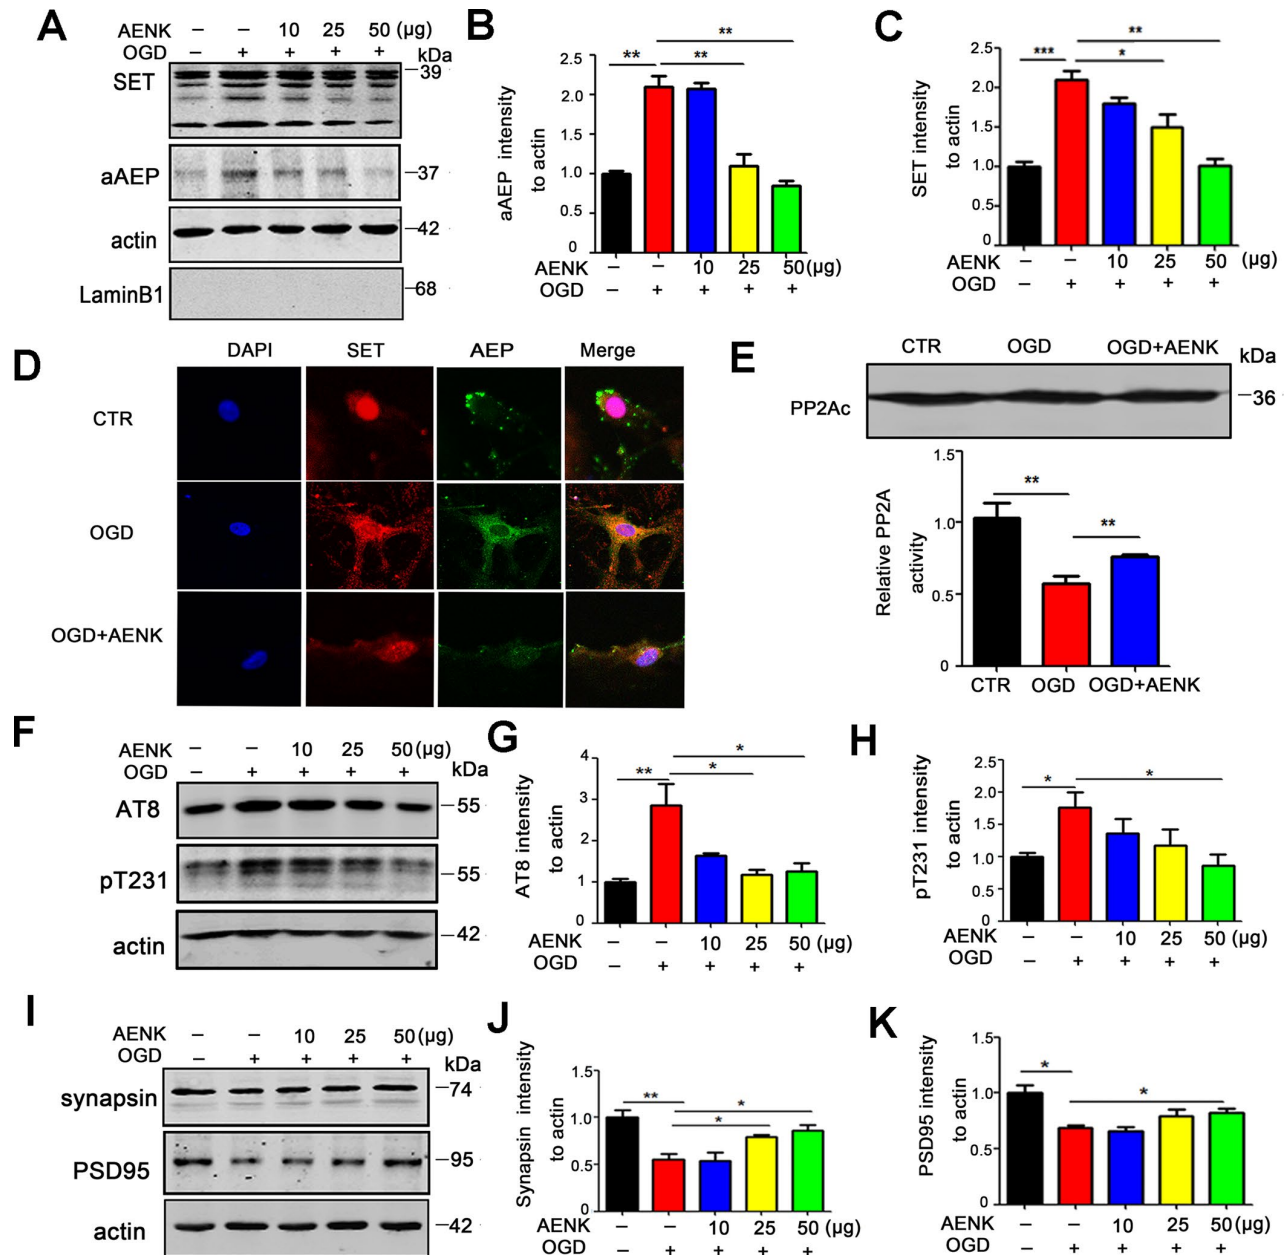 A
AENK – – 10 25 50 (μg)
OGD – + + + + kDa
SET –39
aAEP –37
actin –42
LaminB1 –68
B
aAEP intensity
to actin
2.5
2.0
1.5
1.0
0.5
0
** ** **
AENK – – 10 25 50(μg)
OGD – + + + +
C
SET intensity
to actin
2.5
2.0
1.5
1.0
0.5
0
*** * **
AENK – – 10 25 50 (μg)
OGD – + + + +
D
DAPI SET AEP Merge
CTR
OGD
OGD+AENK
E
CTR OGD OGD+AENK kDa
PP2Ac –36
Relative PP2A
activity
1.5
1.0
0.5
0
** **
CTR OGD OGD+AENK
F
AENK – – 10 25 50(μg)
OGD – + + + + kDa
AT8 –55
pT231 –55
actin –42
G
AT8 intensity
to actin
4
3
2
1
0
** * *
AENK – – 10 25 50 (μg)
OGD – + + + +
H
pT231 intensity
to actin
2.5
2.0
1.5
1.0
0.5
0
* *
AENK – – 10 25 50 (μg)
OGD – + + + +
I
AENK – – 10 25 50(μg)
OGD – + + + + kDa
synapsin –74
PSD95 –95
actin –42
J
Synapsin intensity
to actin
1.5
1.0
0.5
0
** * *
AENK – – 10 25 50 (μg)
OGD – + + + +
K
PSD95 intensity
to actin
1.5
1.0
0.5
0
* *
AENK – – 10 25 50(μg)
OGD – + + + +